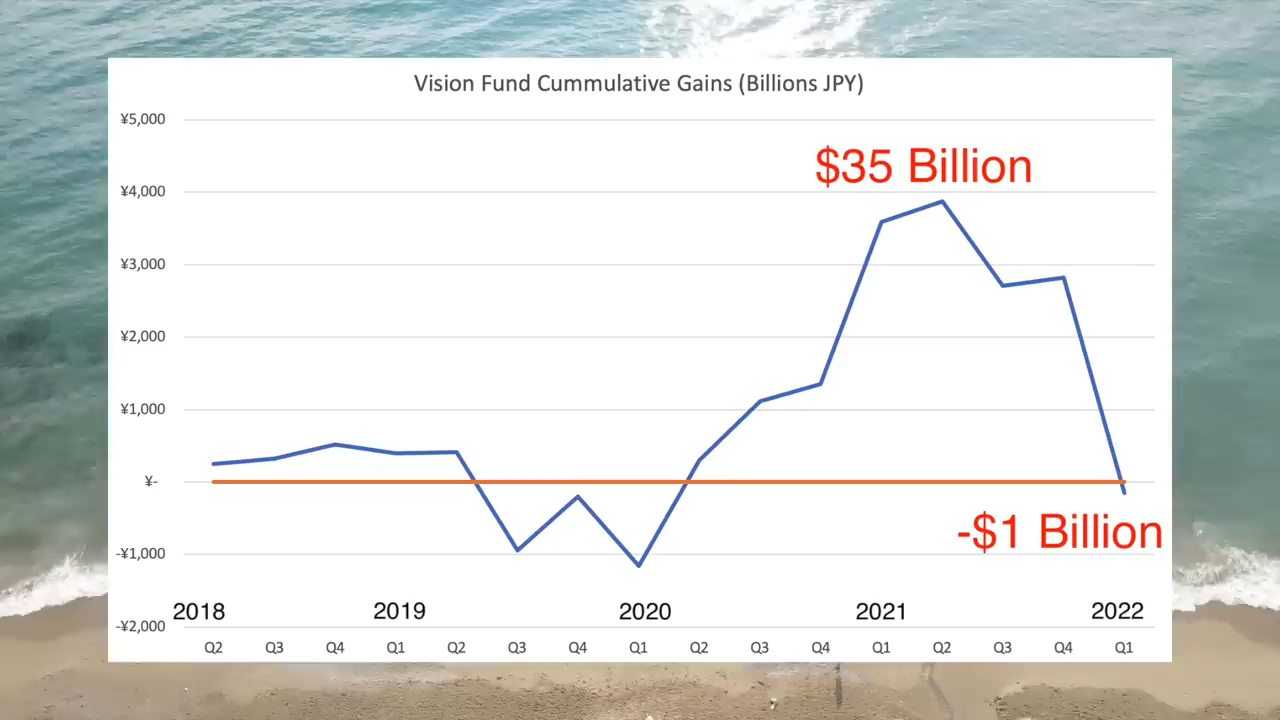 Vision Fund Cummulative Gains (Billions JPY)
¥5,000
$35 Billion
¥4,000
¥3,000
¥2,000
¥1,000
¥-
-$1 Billion
-¥1,000
2018 2019 2020 2021 2022
-¥2,000
Q2 Q3 Q4 Q1 Q2 Q3 Q4 Q1 Q2 Q3 Q4 Q1 Q2 Q3 Q4 Q1